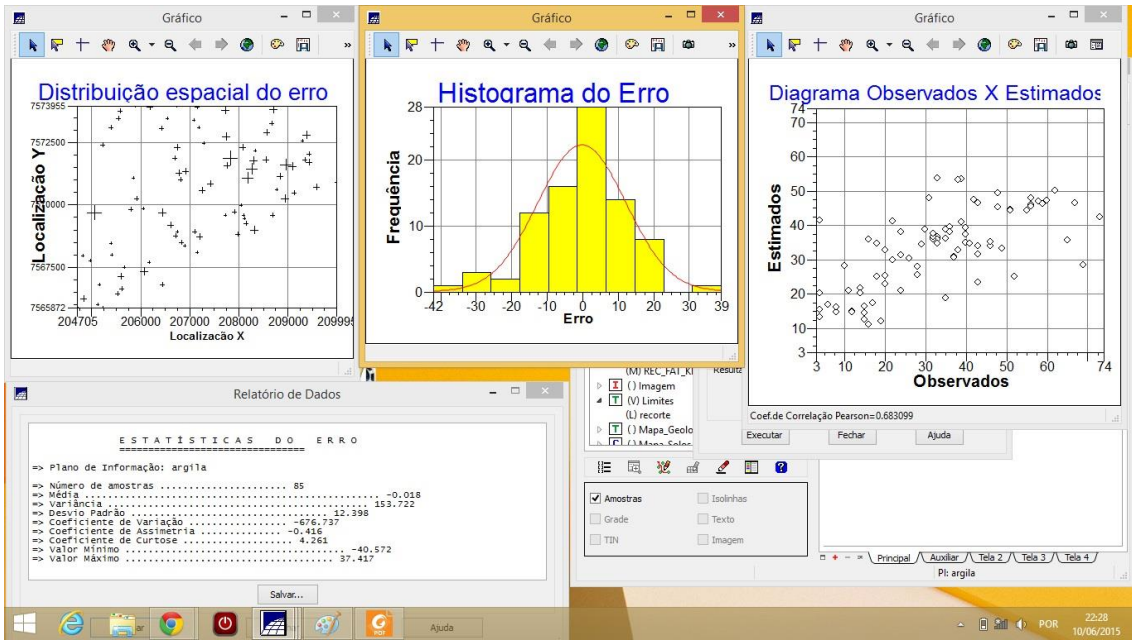 Gráfico
»
Distribuição espacial do erro
7573955
7572500
7570000
7567500
7565872
Localização Y
204705
206000
207000
208000
209000
209995
Localizacão X
Gráfico
»
Histograma do Erro
28
20
10
0
Frequência
-42
-30
-20
-10
0
10
20
30
39
Erro
Gráfico
Diagrama Observados X Estimados
74
70
60
50
40
30
20
10
3
Estimados
3
10
20
30
40
50
60
74
Observados
Coef.de Correlação Pearson=0.683099
Relatório de Dados
E S T A T Í S T I C A S D O E R R O
===============================
=> Plano de Informação: argila
=> Número de amostras ...................... 85
=> Média .................................................... -0.018
=> Variância .............................................. 153.722
=> Desvio Padrão ............................... 12.398
=> Coeficiente de Variação ................. -676.737
=> Coeficiente de Assimetria ............. -0.416
=> Coeficiente de Curtose ................... 4.261
=> Valor Mínimo ...................................... -40.572
=> Valor Máximo ..................................... 37.417
Salvar...
(M) REC_FAT_KI
I ( ) Imagem
T (V) Limites
(L) recorte
T ( ) Mapa_Geolo
( ) Mapa_Solos
Resulta
Executar
Fechar
Ajuda
Amostras
Isolinhas
Grade
Texto
TIN
Imagem
Principal
Auxiliar
Tela 2
Tela 3
Tela 4
PI: argila
ar
PDF
Ajuda
POR
22:28
10/06/2015